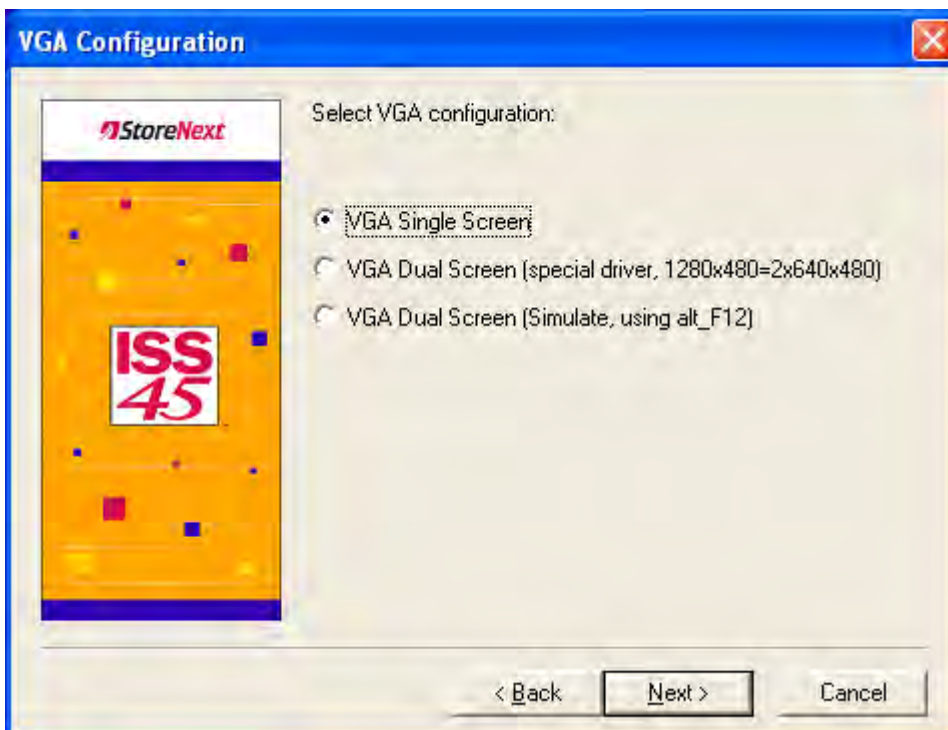 VGA Configuration
StoreNext
Select VGA configuration:
VGA Single Screen
VGA Dual Screen (special driver, 1280x480=2x640x480)
VGA Dual Screen (Simulate, using alt_F12)
ISS
45
< Back
Next >
Cancel